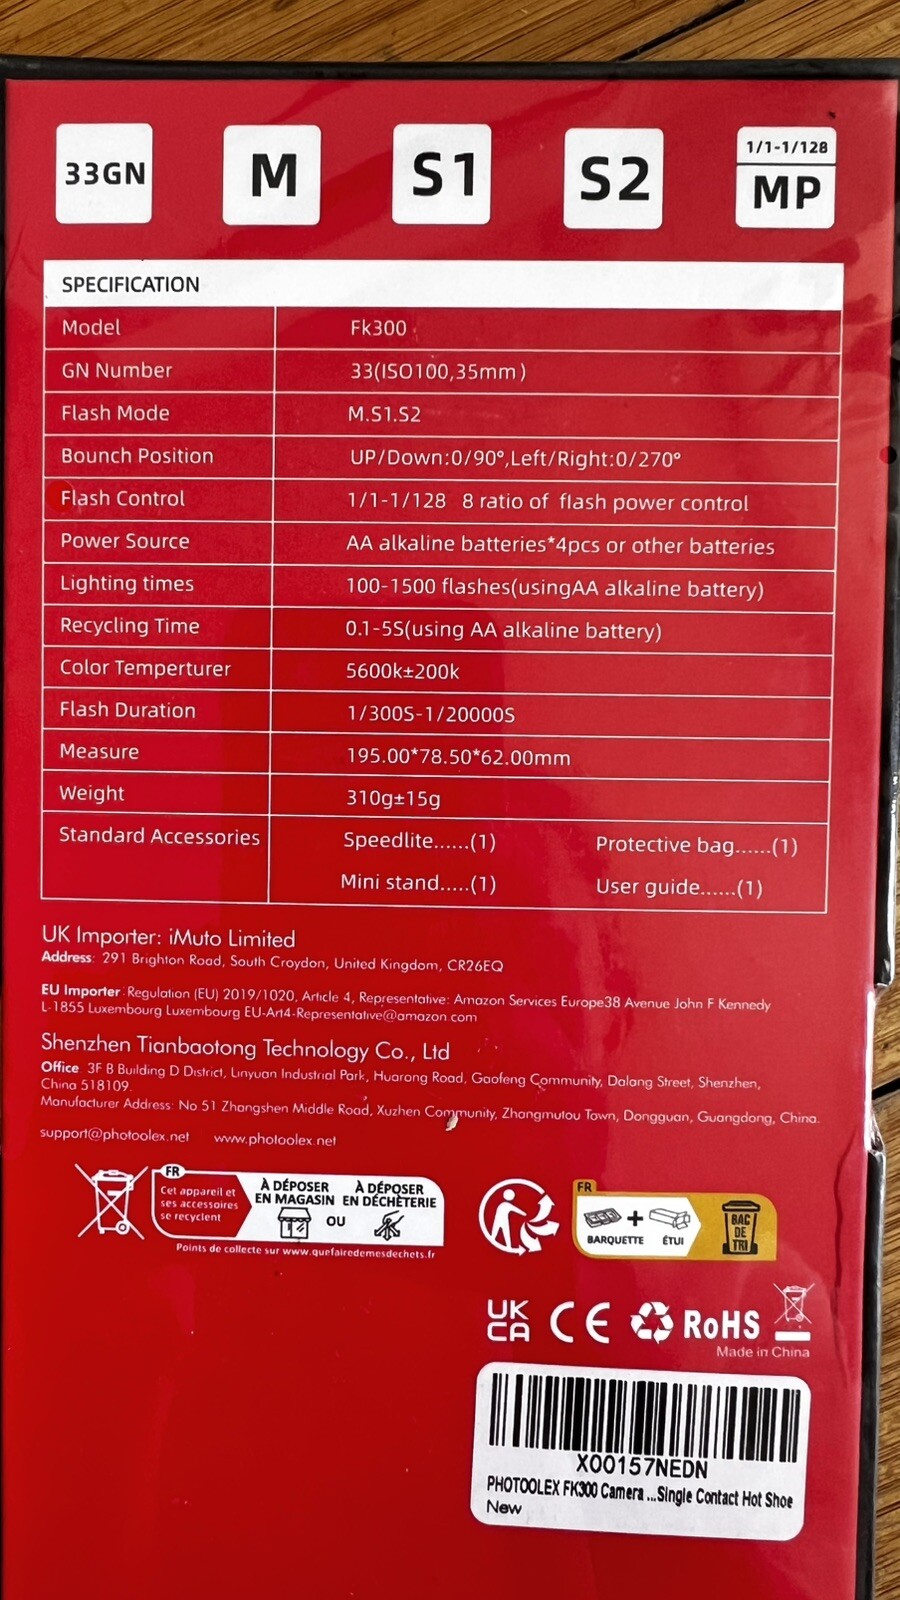 33GN
M
S1
S2
1/1-1/128
MP
SPECIFICATION
Model Fk300
GN Number 33(ISO100,35mm)
Flash Mode M.S1.S2
Bounch Position UP/Down:0/90°,Left/Right:0/270°
Flash Control 1/1-1/128 8 ratio of flash power control
Power Source AA alkaline batteries*4pcs or other batteries
Lighting times 100-1500 flashes(usingAA alkaline battery)
Recycling Time 0.1-5S(using AA alkaline battery)
Color Temperturer 5600k±200k
Flash Duration 1/300S-1/20000S
Measure 195.00*78.50*62.00mm
Weight 310g±15g
Standard Accessories Speedlite......(1) Protective bag......(1)
Mini stand.....(1) User guide......(1)
UK Importer: iMuto Limited
Address: 291 Brighton Road, South Croydon, United Kingdom, CR26EQ
EU Importer:Regulation (EU) 2019/1020, Article 4, Representative: Amazon Services Europe38 Avenue John F Kennedy
L-1855 Luxembourg Luxembourg EU-Art4-Representative@amazon.com
Shenzhen Tianbaotong Technology Co., Ltd
Office 3F B Building D District, Linyuan Industrial Park, Huarong Road, Gaofeng Community, Dalang Street, Shenzhen,
China 518109.
Manufacturer Address: No 51 Zhangshen Middle Road, Xuzhen Community, Zhangmutou Town, Dongguan, Guangdong, China.
support@photoolex.net www.photoolex.net
FR
Cet appareil et
ses accessoires
se recyclent
À DÉPOSER
EN MAGASIN
OU
À DÉPOSER
EN DÉCHÈTERIE
Points de collecte sur www.quefairedemesdechets.fr
FR
BARQUETTE + ÉTUI
BAC
DE
TRI
UK
CA
CE
RoHS
Made in China
X00157NEDN
PHOTOOLEX FK300 Camera ...Single Contact Hot Shoe
New